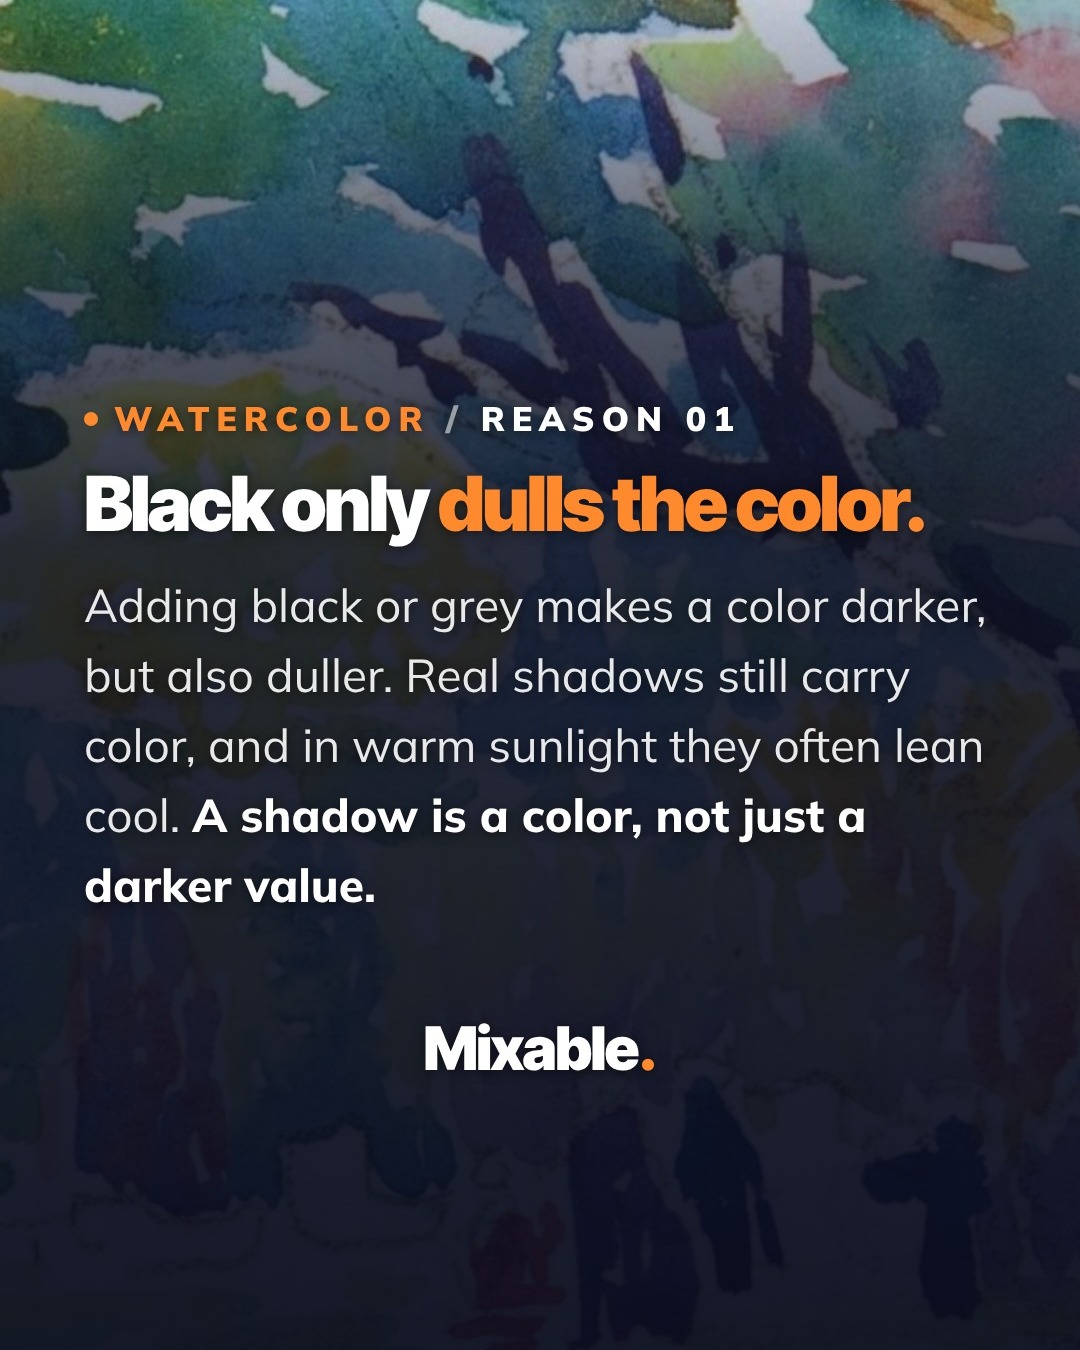 • WATERCOLOR / REASON 01
Black only dulls the color.
Adding black or grey makes a color darker,
but also duller. Real shadows still carry
color, and in warm sunlight they often lean
cool. A shadow is a color, not just a
darker value.
Mixable.